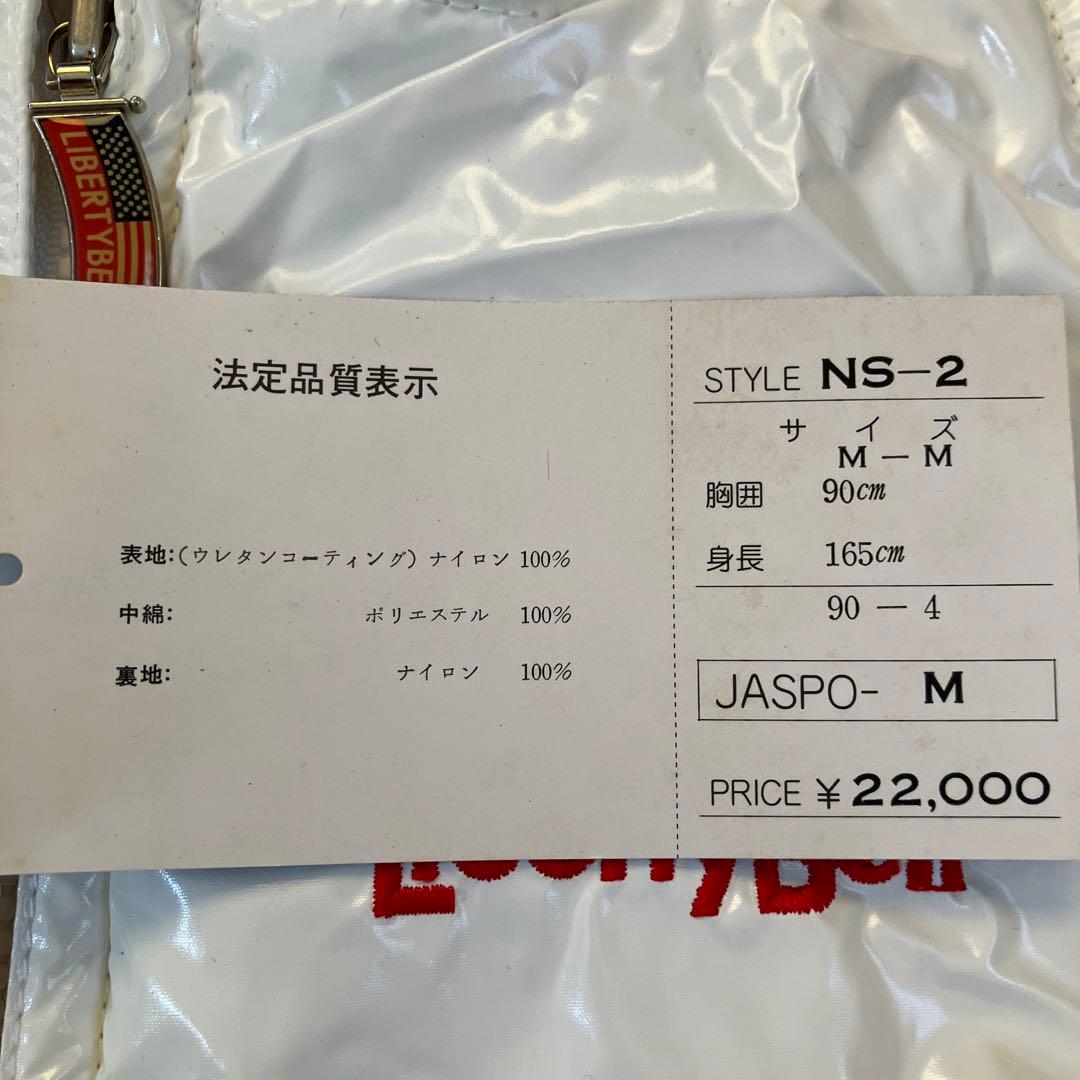 LIBERTYBE
法定品質表示
表地:(ウレタンコーティング) ナイロン 100%
中綿: ポリエステル 100%
裏地: ナイロン 100%
STYLE NS-2
サイズ
M-M
胸囲 90cm
身長 165cm
90-4
JASPO- M
PRICE ¥22,000
LibertyBell